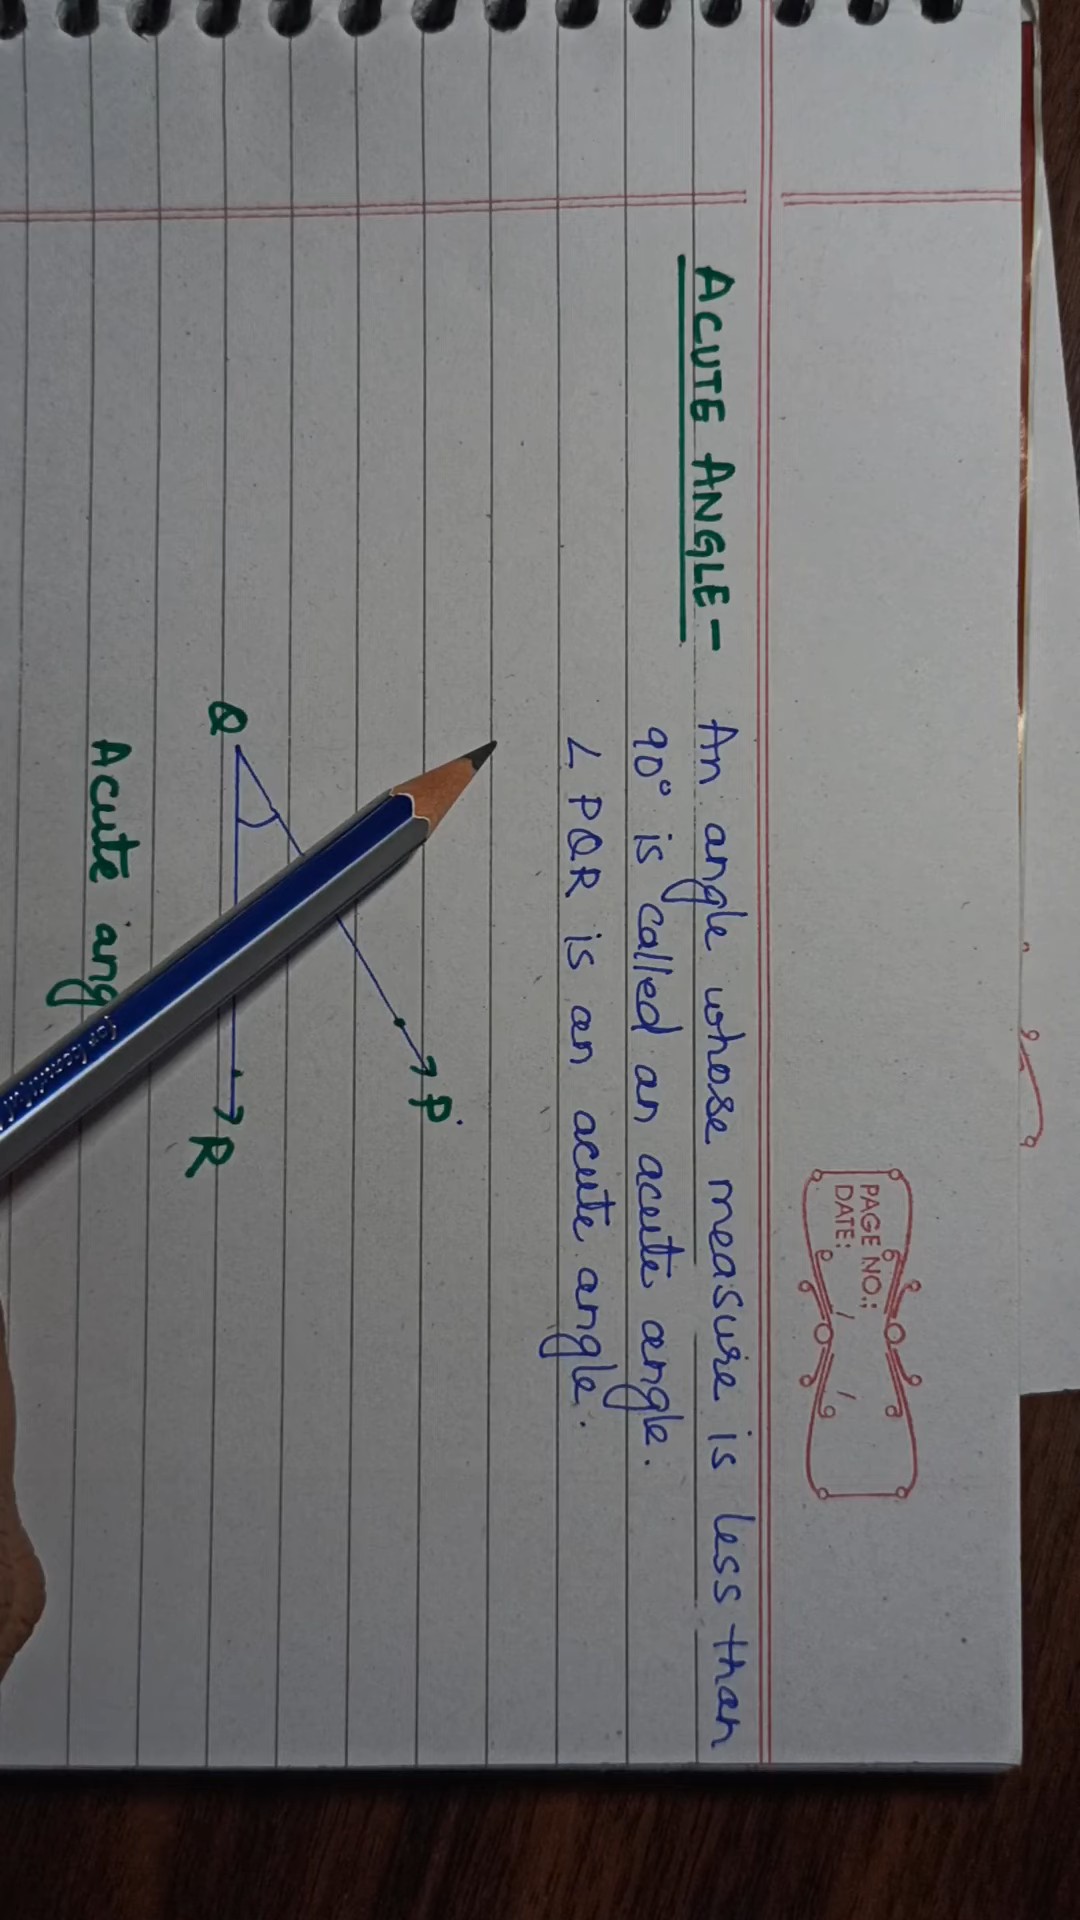 PAGE NO.:
DATE: / /
ACUTE ANGLE - An angle whose measure is less than
90° is called an acute angle.
∠ PQR is an acute angle.
P
Q
R
Acute